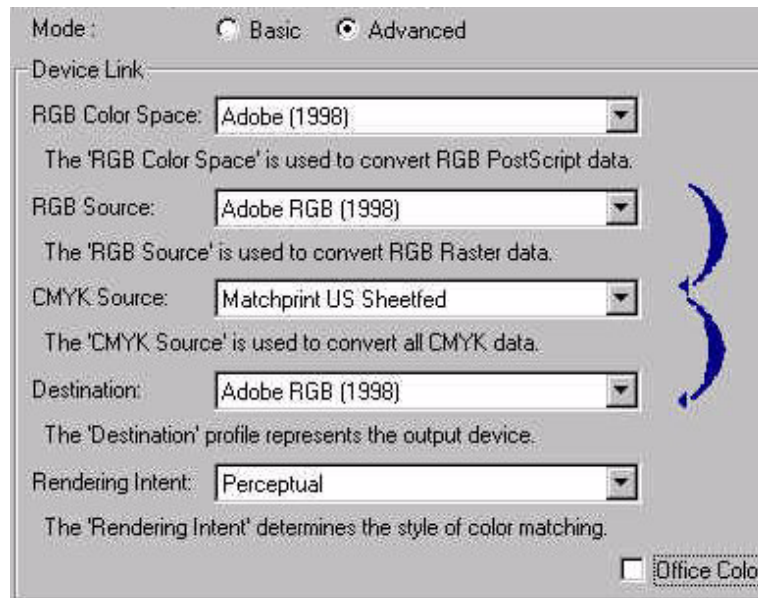 Mode : Basic Advanced
Device Link
RGB Color Space: Adobe (1998)
The 'RGB Color Space' is used to convert RGB PostScript data.
RGB Source: Adobe RGB (1998)
The 'RGB Source' is used to convert RGB Raster data.
CMYK Source: Matchprint US Sheetfed
The 'CMYK Source' is used to convert all CMYK data.
Destination: Adobe RGB (1998)
The 'Destination' profile represents the output device.
Rendering Intent: Perceptual
The 'Rendering Intent' determines the style of color matching.
Office Colo